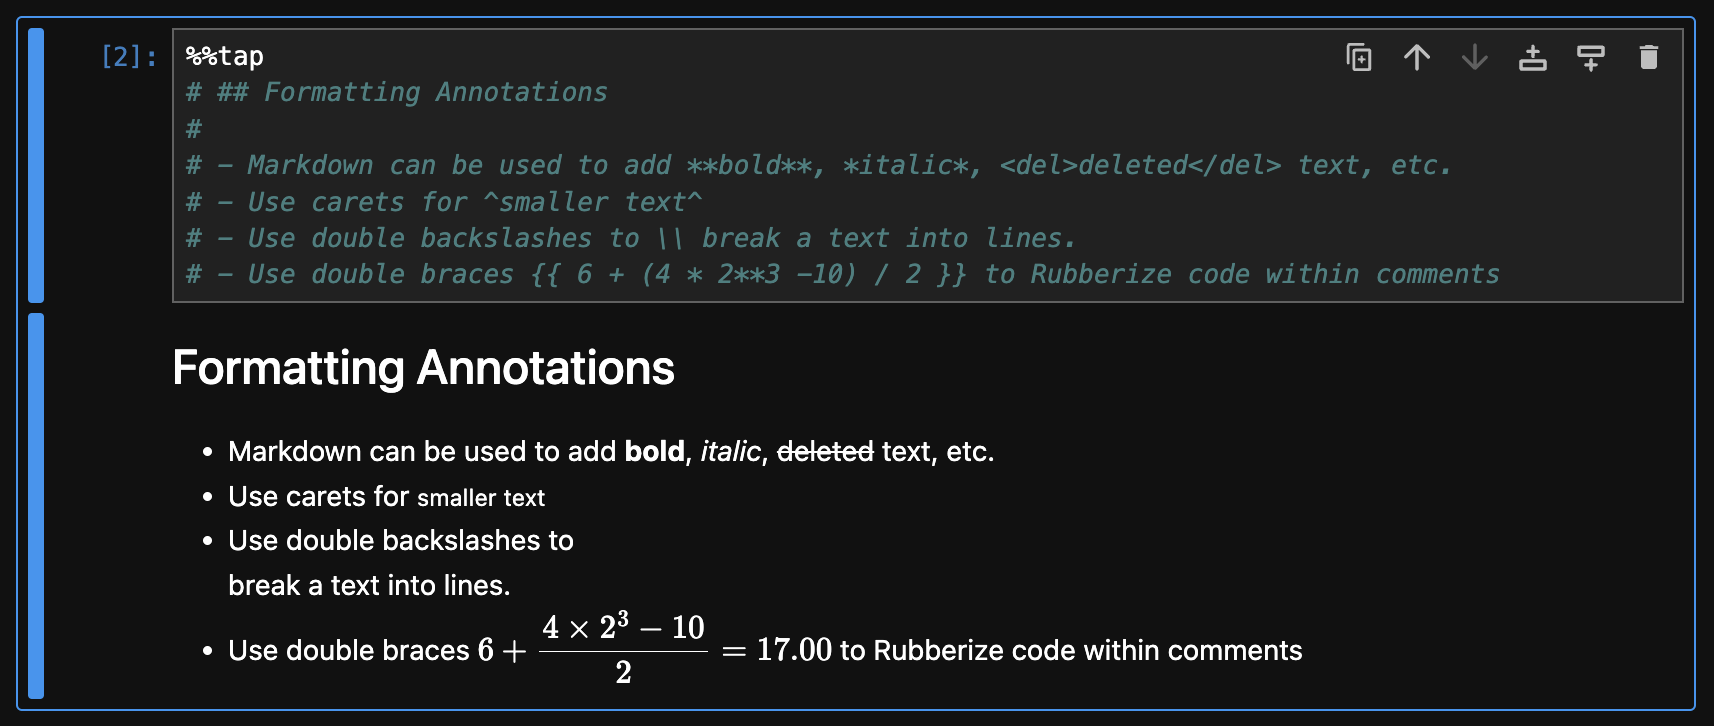 [2]:
%%tap
# ## Formatting Annotations
#
# - Markdown can be used to add **bold**, *italic*, <del>deleted</del> text, etc.
# - Use carets for ^smaller text^
# - Use double backslashes to \\ break a text into lines.
# - Use double braces {{ 6 + (4 * 2**3 -10) / 2 }} to Rubberize code within comments
Formatting Annotations
• Markdown can be used to add bold, italic, deleted text, etc.
• Use carets for smaller text
• Use double backslashes to
break a text into lines.
• Use double braces 6 + (4 × 2³ − 10)/2 = 17.00 to Rubberize code within comments